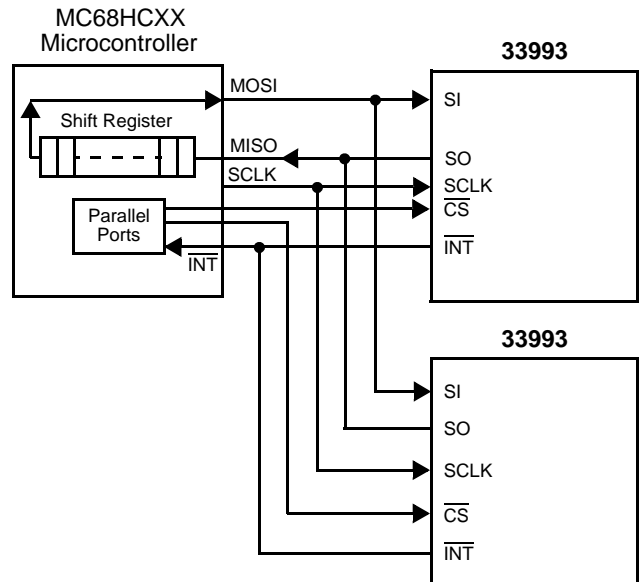 MC68HCXX
Microcontroller
33993
MOSI
SI
Shift Register
MISO
SO
SCLK
SCLK
CS
Parallel
Ports
INT
INT
33993
SI
SO
SCLK
CS
INT